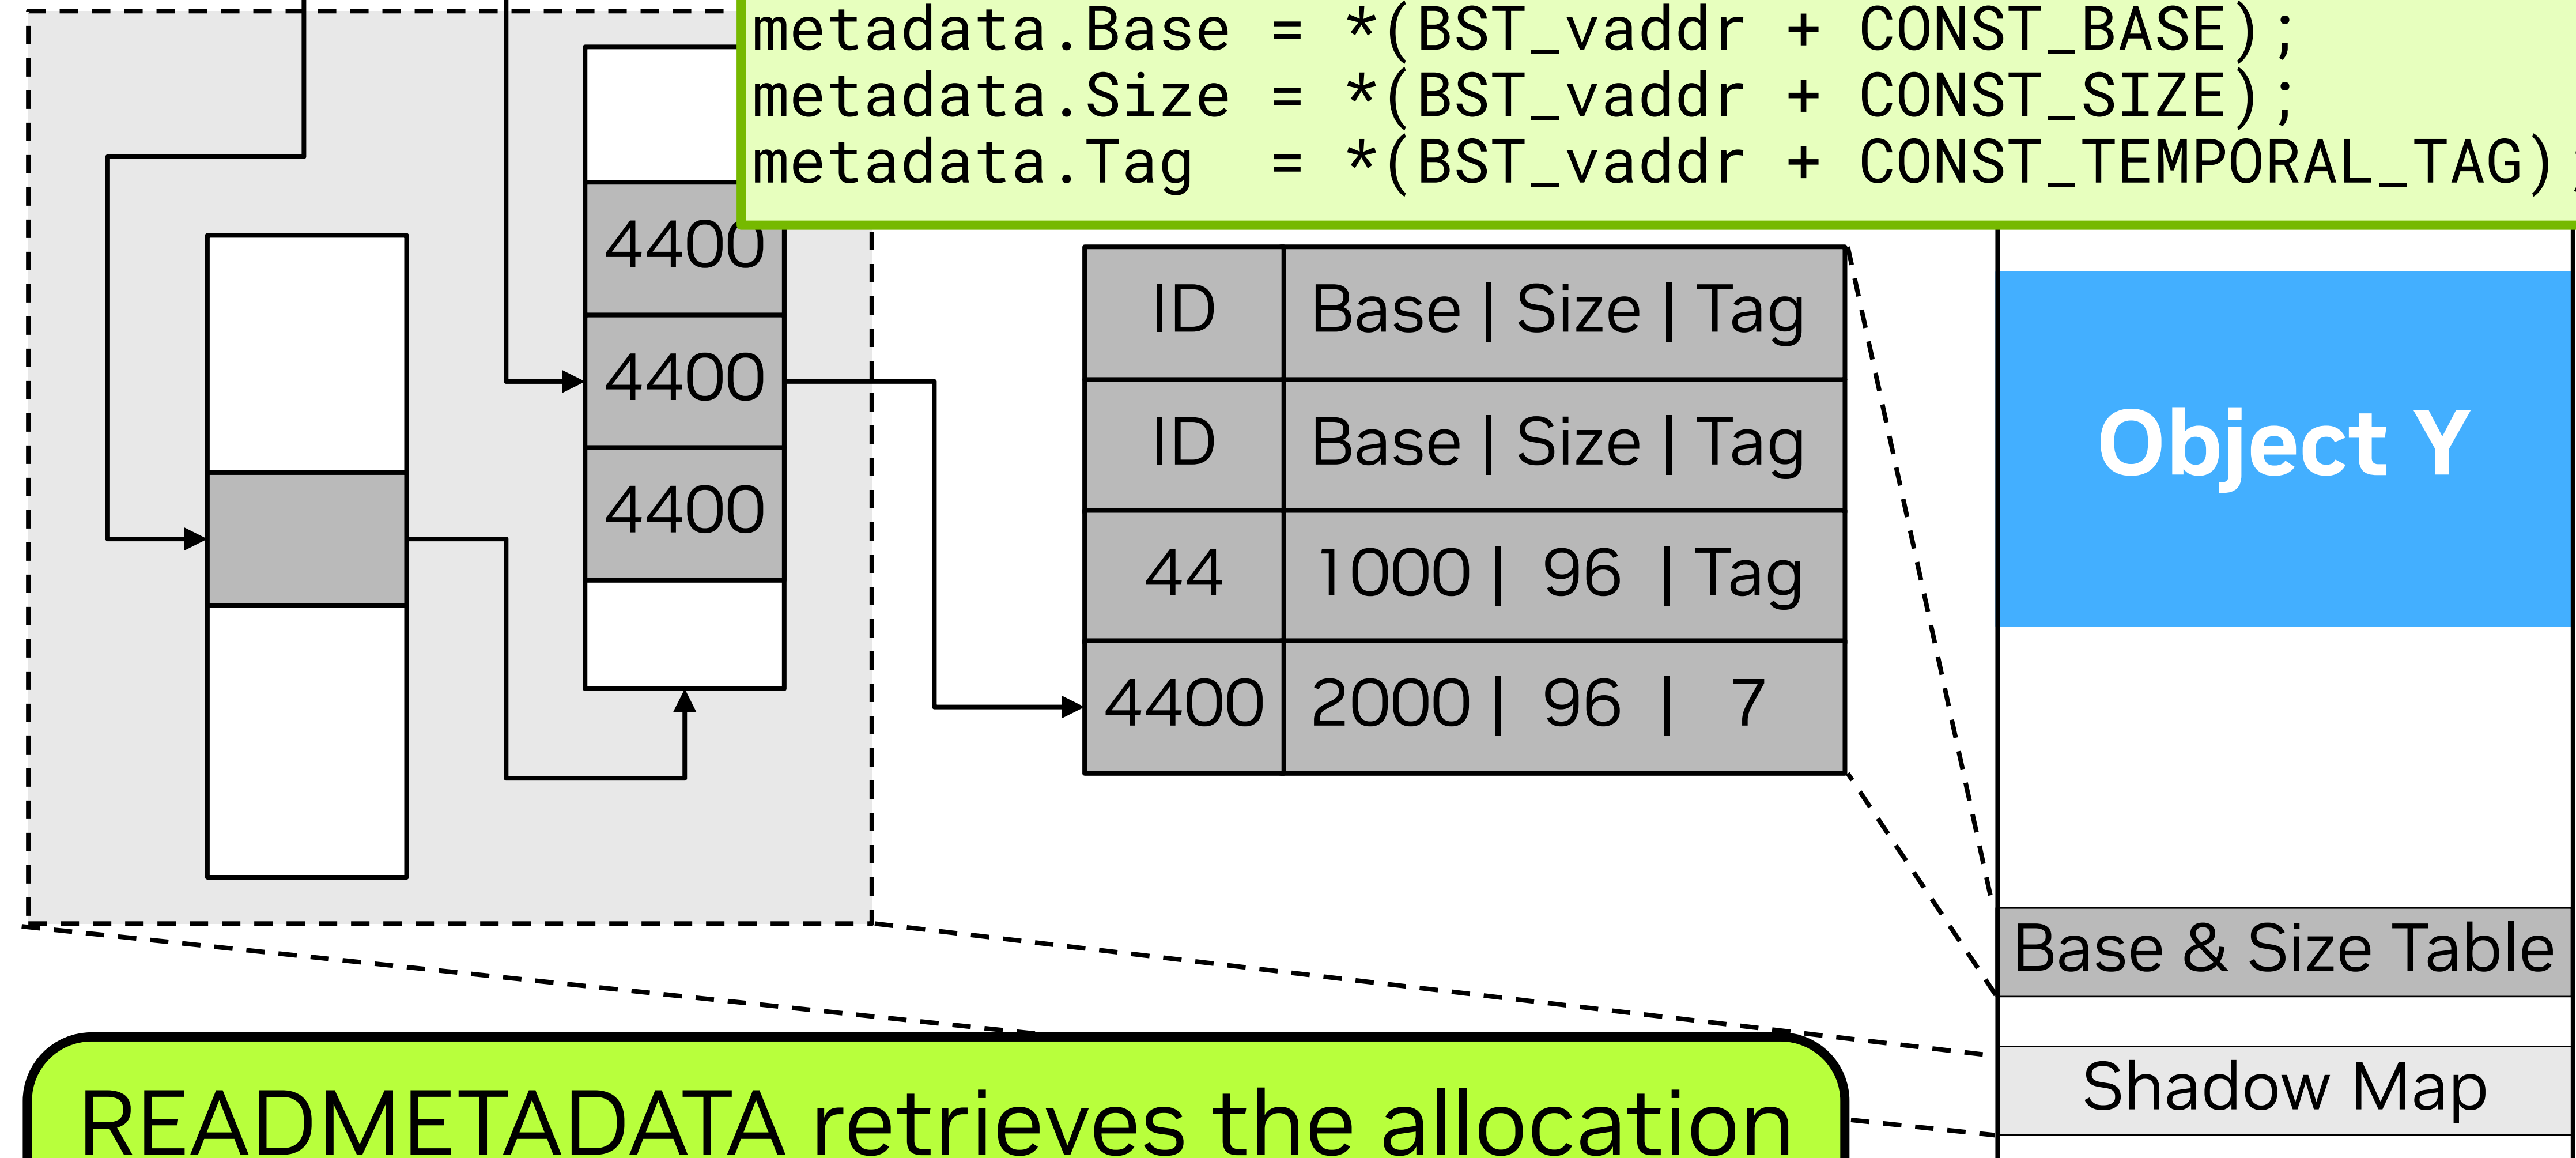 metadata.Base = *(BST_vaddr + CONST_BASE);
metadata.Size = *(BST_vaddr + CONST_SIZE);
metadata.Tag  = *(BST_vaddr + CONST_TEMPORAL_TAG);
4400
4400
4400
ID Base | Size | Tag
ID Base | Size | Tag
44 1000 | 96 | Tag
4400 2000 | 96 | 7
Object Y
Base & Size Table
Shadow Map
READMETADATA retrieves the allocation